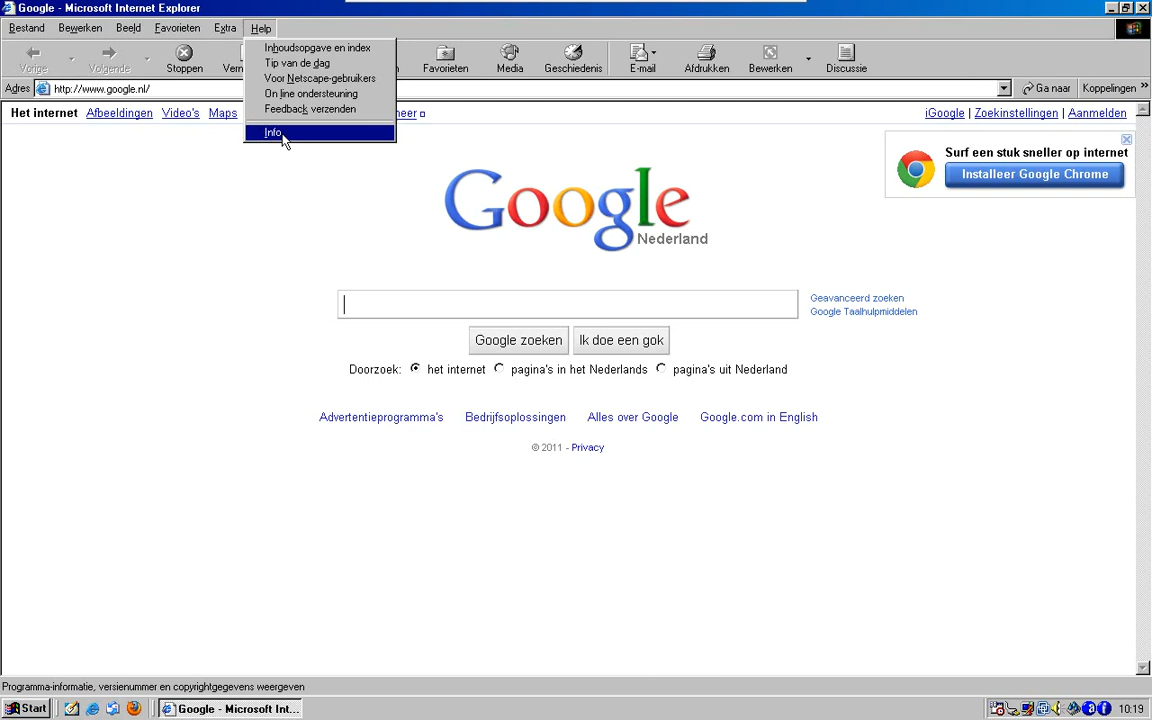 Google - Microsoft Internet Explorer
Bestand Bewerken Beeld Favorieten Extra Help
Inhoudsopgave en index
Tip van de dag
Voor Netscape-gebruikers
On line ondersteuning
Feedback verzenden
Info
Vorige Volgende Stoppen Favorieten Media Geschiedenis E-mail Afdrukken Bewerken Discussie
Adres http://www.google.nl/ Ga naar Koppelingen »
Het internet Afbeeldingen Video's Maps
iGoogle | Zoekinstellingen | Aanmelden
Surf een stuk sneller op internet
Installeer Google Chrome
Google
Nederland
Geavanceerd zoeken
Google Taalhulpmiddelen
Google zoeken Ik doe een gok
Doorzoek: het internet pagina's in het Nederlands pagina's uit Nederland
Advertentieprogramma's Bedrijfsoplossingen Alles over Google Google.com in English
© 2011 - Privacy
Programma-informatie, versienummer en copyrightgegevens weergeven
Start Google - Microsoft Int... 10:19